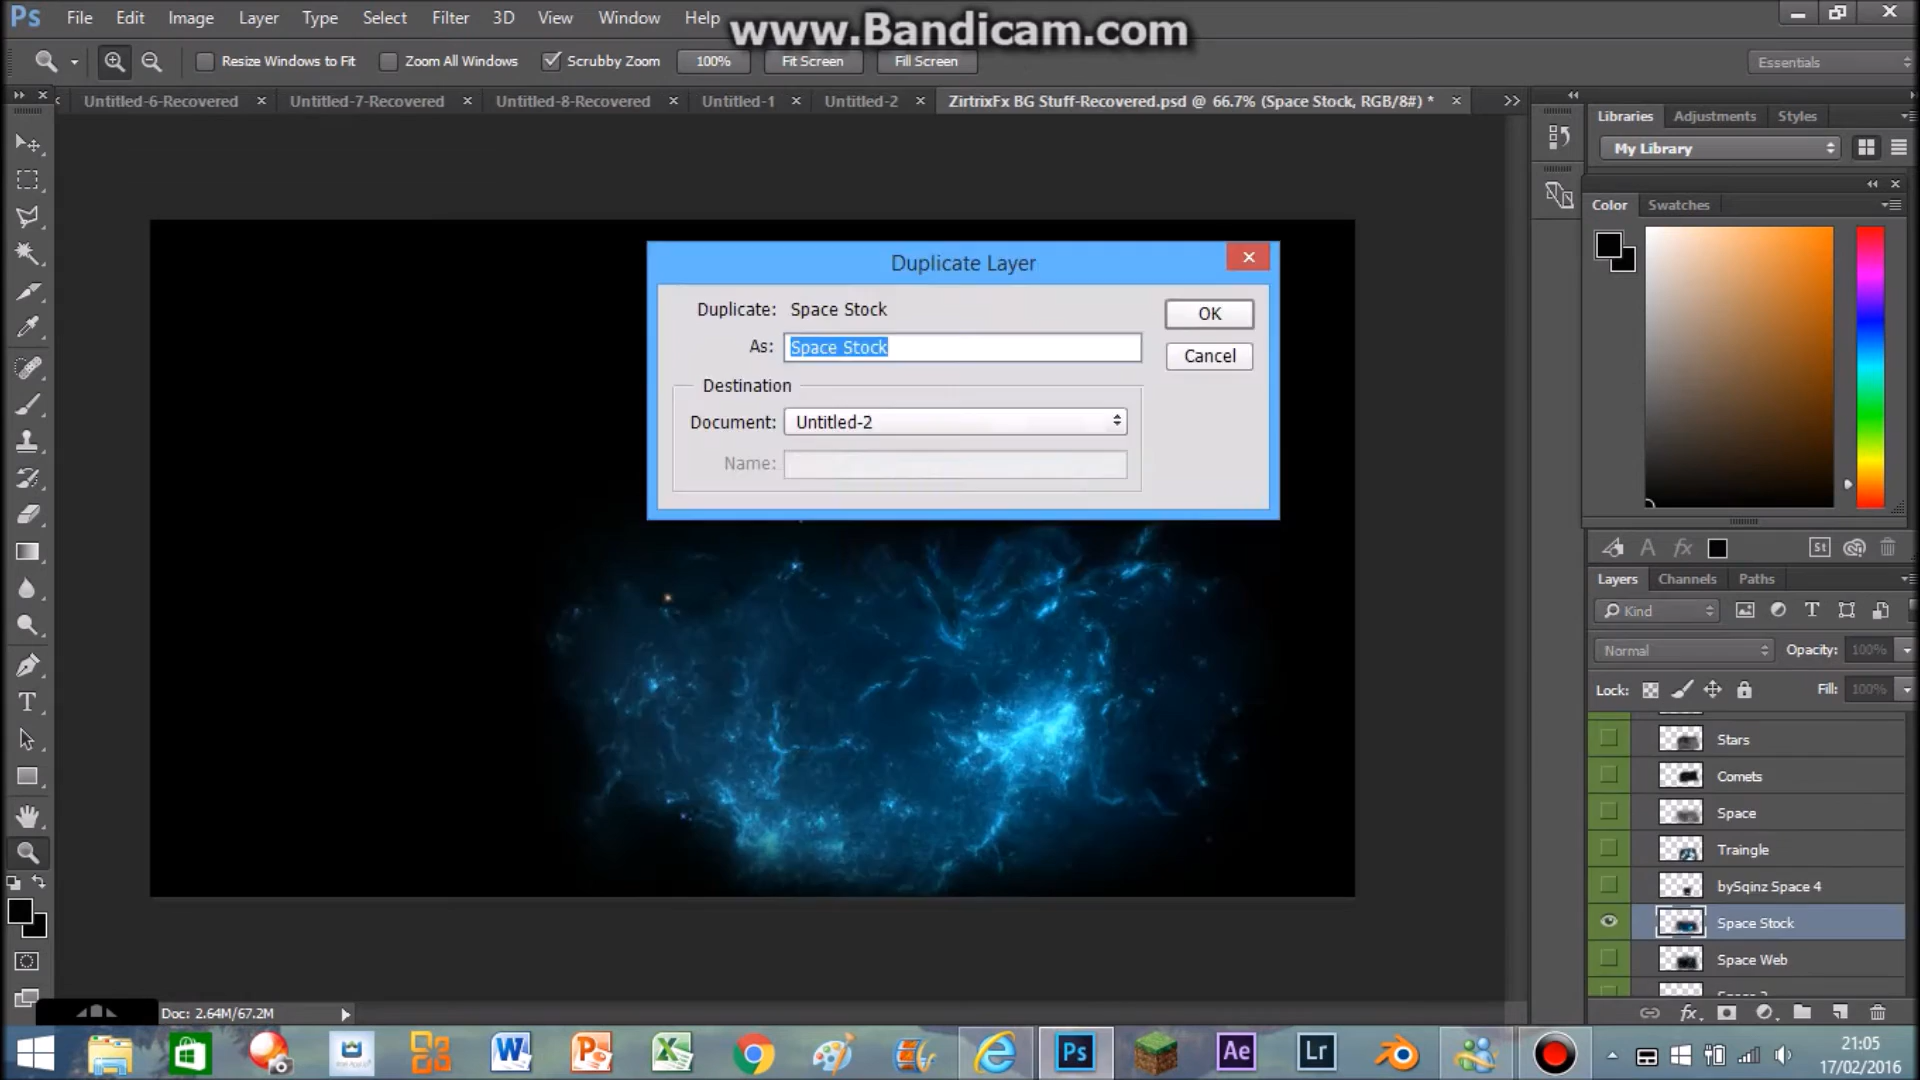 Ps File Edit Image Layer Type Select Filter 3D View Window Help
www.Bandicam.com
Resize Windows to Fit Zoom All Windows Scrubby Zoom 100% Fit Screen Fill Screen Essentials
Untitled-6-Recovered Untitled-7-Recovered Untitled-8-Recovered Untitled-1 Untitled-2 ZirtrixFx BG Stuff-Recovered.psd @ 66.7% (Space Stock, RGB/8#) *
Libraries Adjustments Styles
My Library
Color Swatches
Duplicate Layer
Duplicate: Space Stock
As: Space Stock
OK
Cancel
Destination
Document: Untitled-2
Name:
St
Layers Channels Paths
Kind
Normal Opacity: 100%
Lock: Fill: 100%
Stars
Comets
Space
Traingle
bySqinz Space 4
Space Stock
Space Web
Doc: 2.64M/67.2M
Ps Ae Lr
21:05
17/02/2016